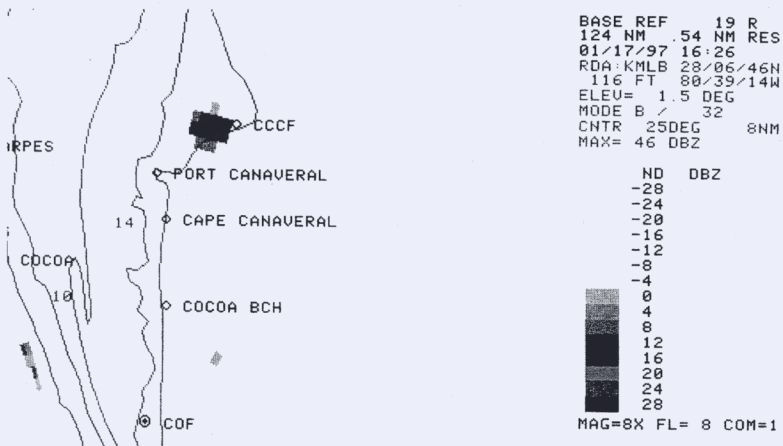 BASE REF 19 R
124 NM .54 NM RES
01/17/97 16:26
RDA:KMLB 28/06/46N
116 FT 80/39/14W
ELEV= 1.5 DEG
MODE B / 32
CNTR 25DEG 8NM
MAX= 46 DBZ
ND DBZ
-28
-24
-20
-16
-12
-8
-4
0
4
8
12
16
20
24
28
MAG=8X FL= 8 COM=1
CCCF
ARPES
PORT CANAVERAL
14 CAPE CANAVERAL
COCOA
10
COCOA BCH
COF